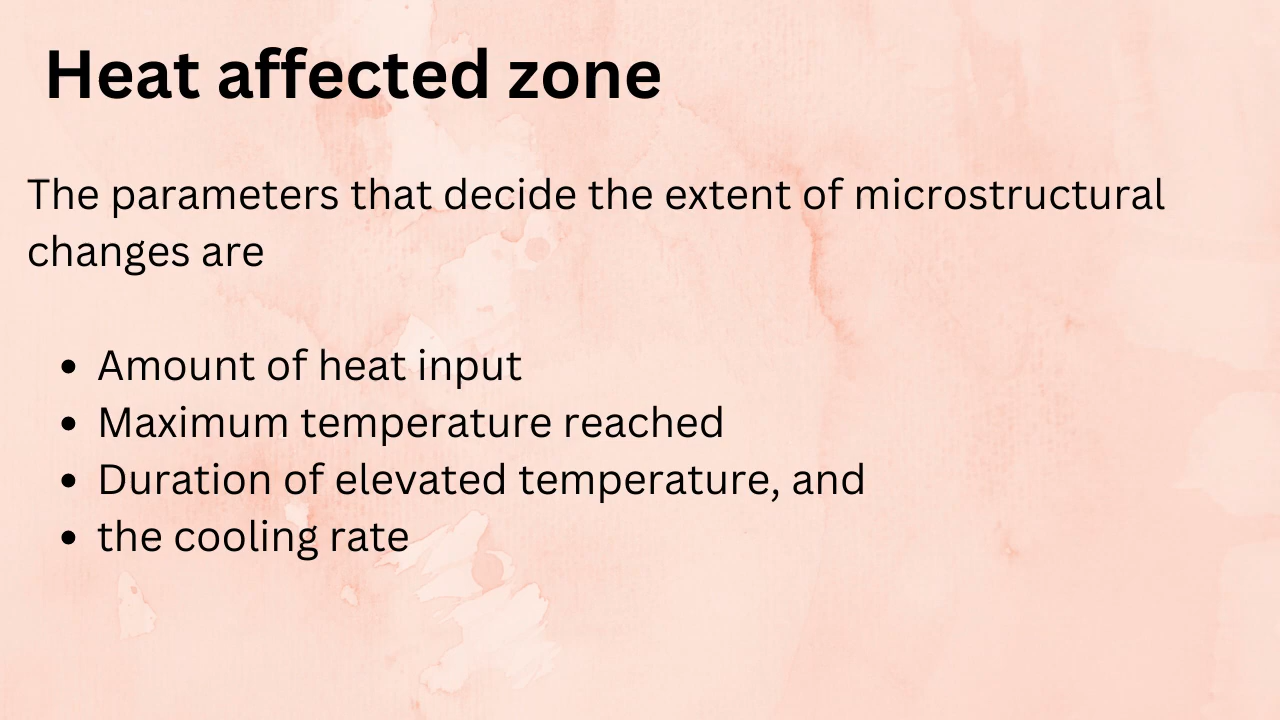 Heat affected zone
The parameters that decide the extent of microstructural
changes are
• Amount of heat input
• Maximum temperature reached
• Duration of elevated temperature, and
• the cooling rate